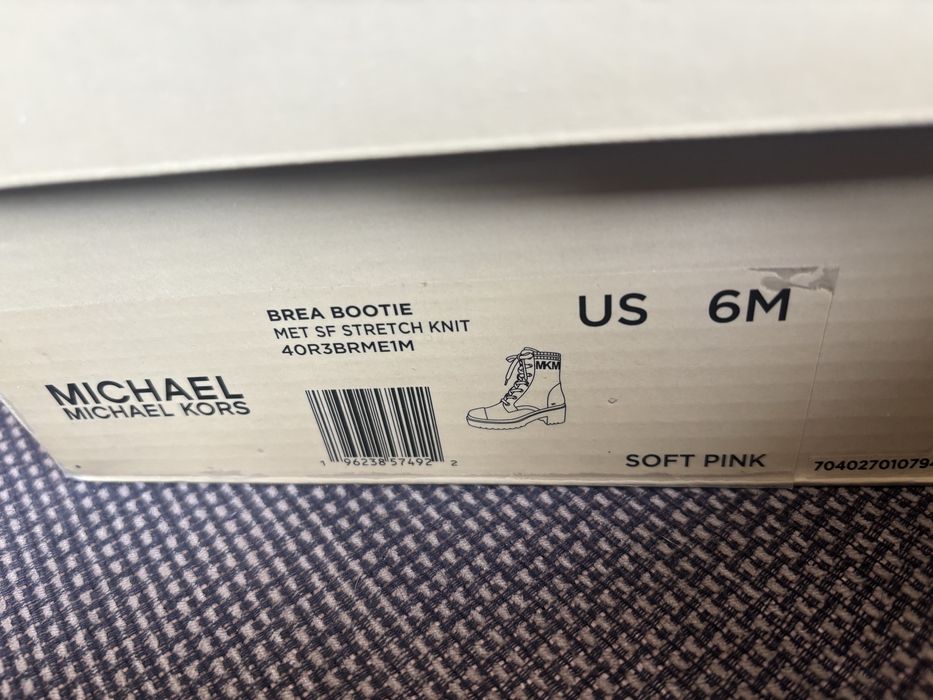 BREA BOOTIE
MET SF STRETCH KNIT
40R3BRME1M
US 6M
MICHAEL
MICHAEL KORS
MKM
1 96238 57492 2
SOFT PINK
704027010794